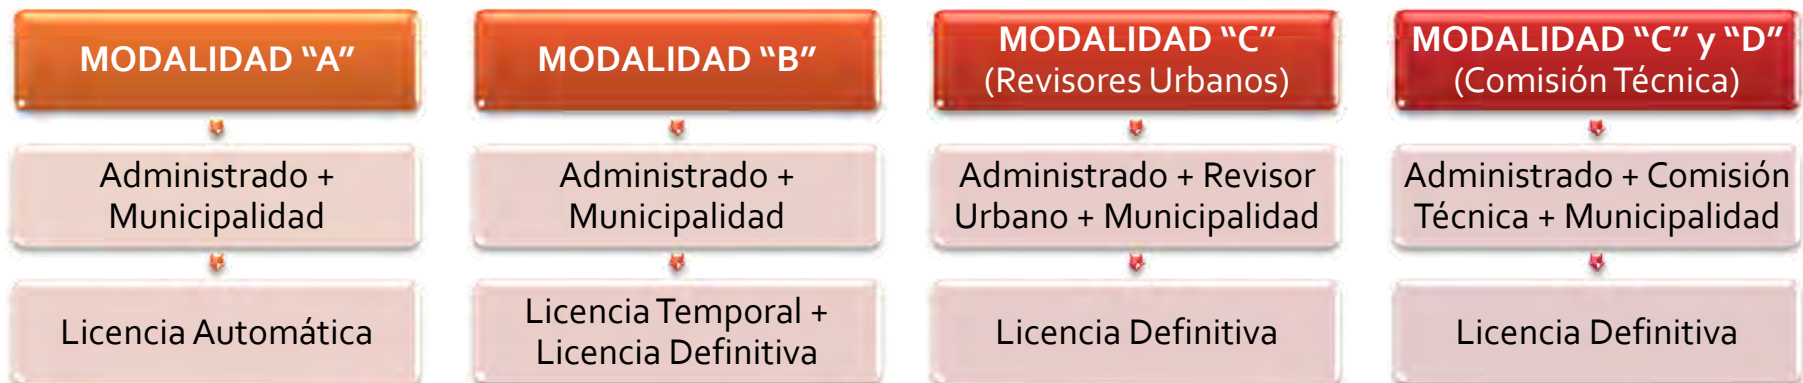 MODALIDAD “A”
Administrado +
Municipalidad
Licencia Automática
MODALIDAD “B”
Administrado +
Municipalidad
Licencia Temporal +
Licencia Definitiva
MODALIDAD “C”
(Revisores Urbanos)
Administrado + Revisor
Urbano + Municipalidad
Licencia Definitiva
MODALIDAD “C” y “D”
(Comisión Técnica)
Administrado + Comisión
Técnica + Municipalidad
Licencia Definitiva